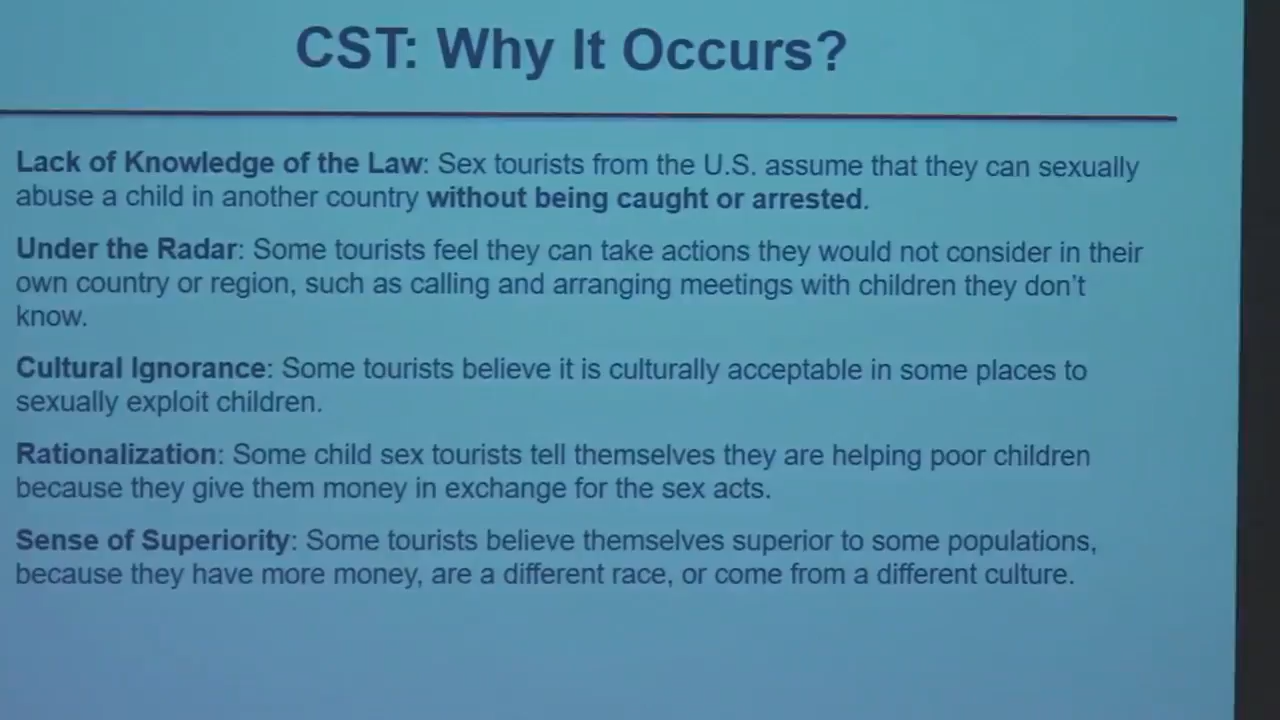 CST: Why It Occurs?
Lack of Knowledge of the Law: Sex tourists from the U.S. assume that they can sexually
abuse a child in another country without being caught or arrested.
Under the Radar: Some tourists feel they can take actions they would not consider in their
own country or region, such as calling and arranging meetings with children they don't
know.
Cultural Ignorance: Some tourists believe it is culturally acceptable in some places to
sexually exploit children.
Rationalization: Some child sex tourists tell themselves they are helping poor children
because they give them money in exchange for the sex acts.
Sense of Superiority: Some tourists believe themselves superior to some populations,
because they have more money, are a different race, or come from a different culture.